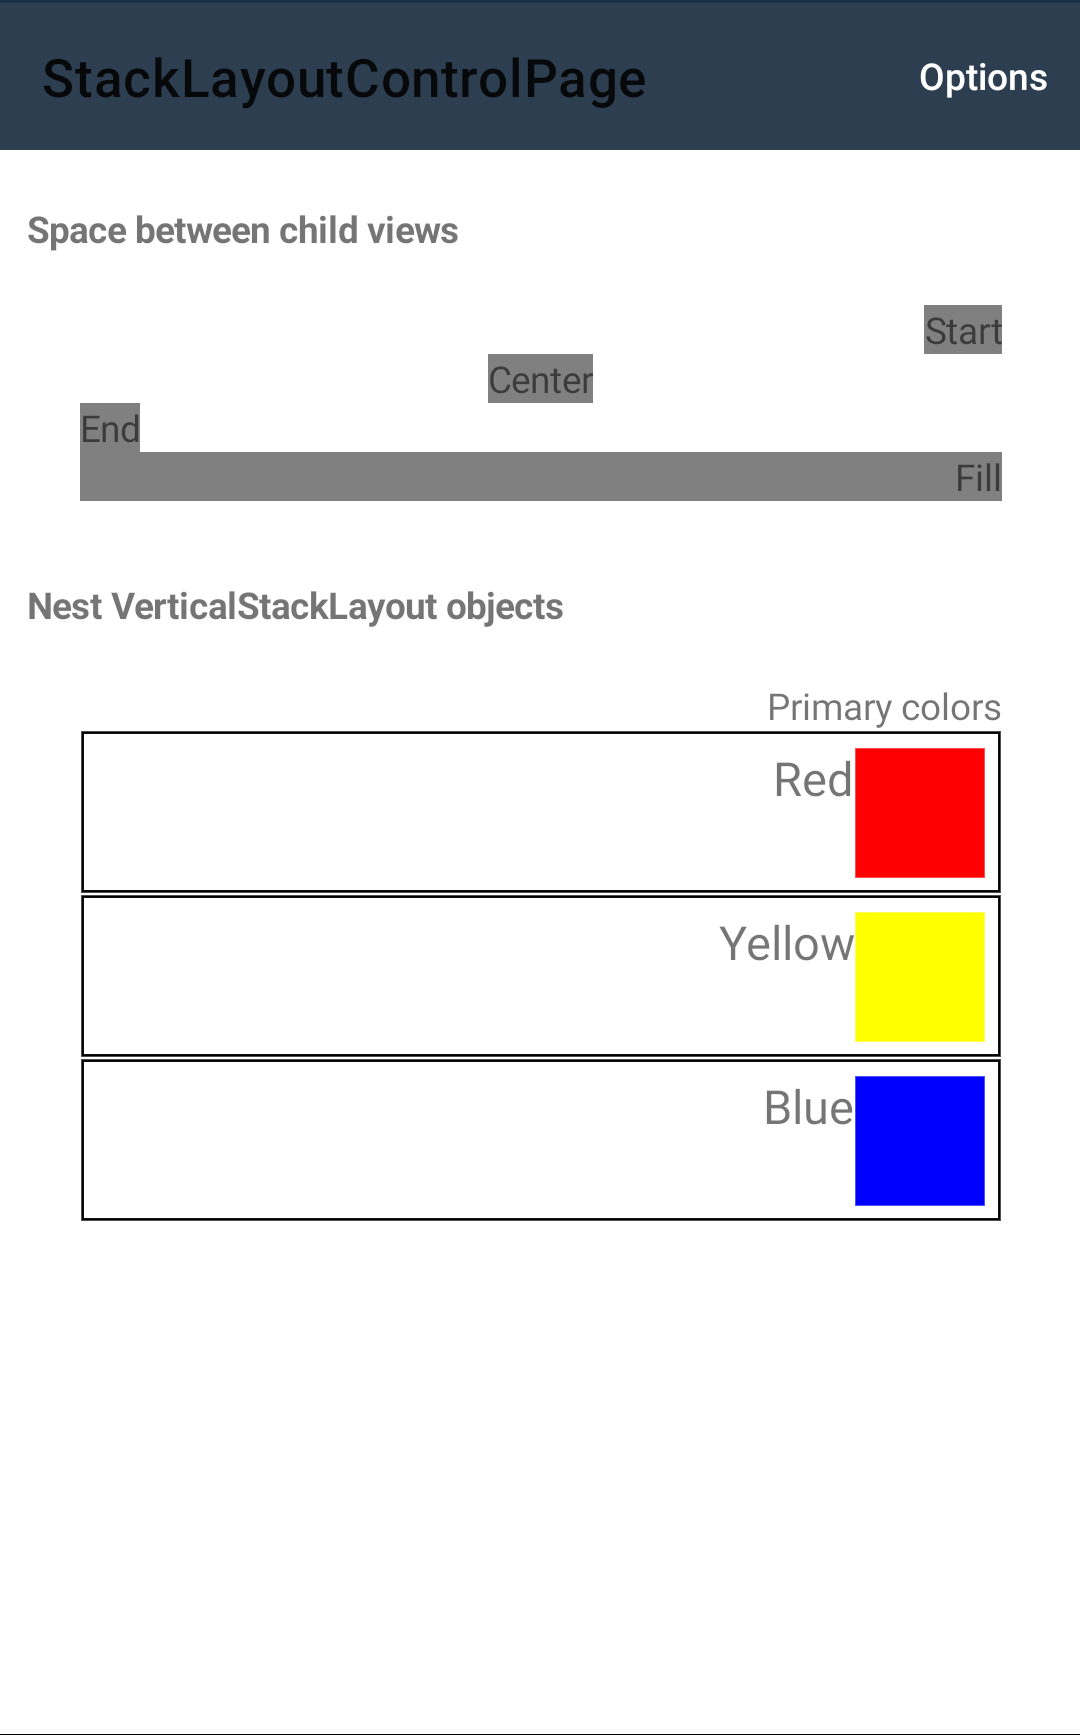 StackLayoutControlPage
Options
Space between child views
Start
Center
End
Fill
Nest VerticalStackLayout objects
Primary colors
Red
Yellow
Blue